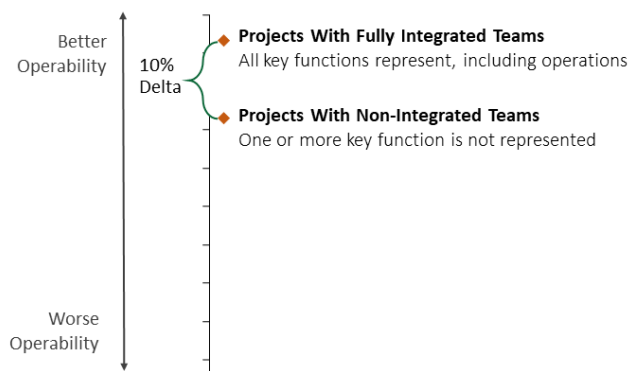 Better
Operability
10%
Delta
Projects With Fully Integrated Teams
All key functions represent, including operations
Projects With Non-Integrated Teams
One or more key function is not represented
Worse
Operability